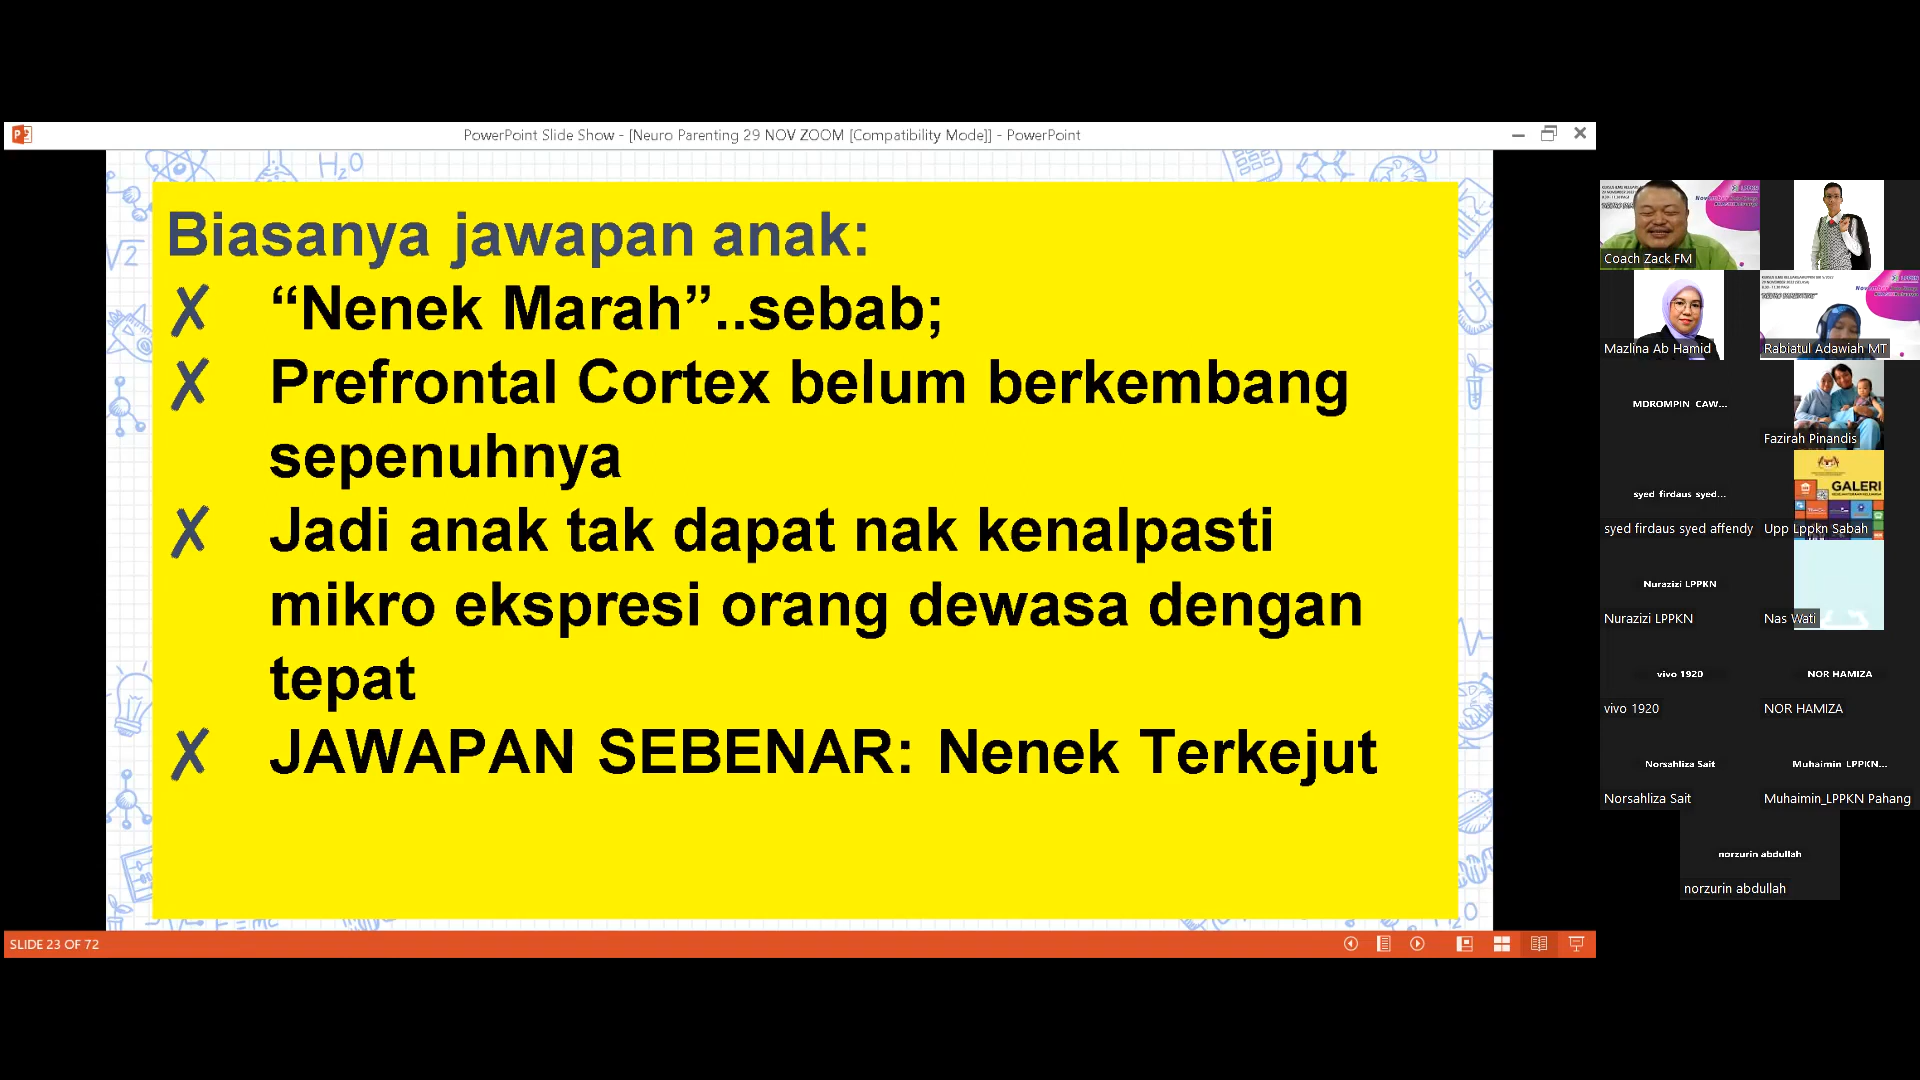 PowerPoint Slide Show - [Neuro Parenting 29 NOV ZOOM [Compatibility Mode]] - PowerPoint
H₂O
√2
Biasanya jawapan anak:
✗ “Nenek Marah”..sebab;
✗ Prefrontal Cortex belum berkembang
sepenuhnya
✗ Jadi anak tak dapat nak kenalpasti
mikro ekspresi orang dewasa dengan
tepat
✗ JAWAPAN SEBENAR: Nenek Terkejut
SLIDE 23 OF 72
Coach Zack FM
Mazlina Ab Hamid
Rabiatul Adawiah MT
MDROMPIN CAW...
Fazirah Pinandis
syed firdaus syed...
GALERI
syed firdaus syed affendy
Upp Lppkn Sabah
Nurazizi LPPKN
Nurazizi LPPKN
Nas Wati
vivo 1920
NOR HAMIZA
vivo 1920
NOR HAMIZA
Norsahliza Sait
Muhaimin LPPKN...
Norsahliza Sait
Muhaimin_LPPKN Pahang
norzurin abdullah
norzurin abdullah